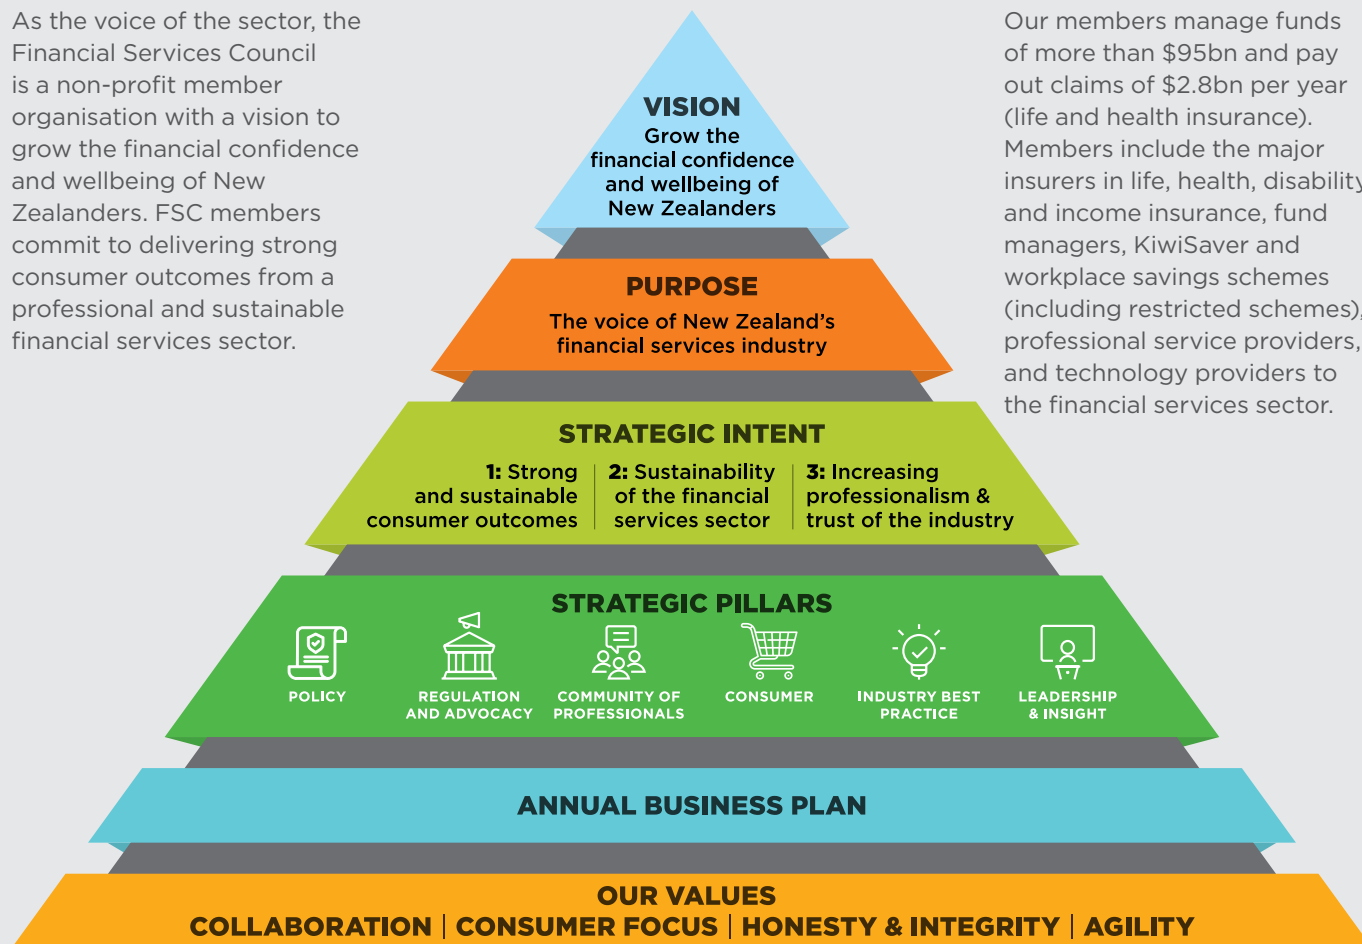 As the voice of the sector, the
Financial Services Council
is a non-profit member
organisation with a vision to
grow the financial confidence
and wellbeing of New
Zealanders. FSC members
commit to delivering strong
consumer outcomes from a
professional and sustainable
financial services sector.
Our members manage funds
of more than $95bn and pay
out claims of $2.8bn per year
(life and health insurance).
Members include the major
insurers in life, health, disability
and income insurance, fund
managers, KiwiSaver and
workplace savings schemes
(including restricted schemes),
professional service providers,
and technology providers to
the financial services sector.
VISION
Grow the
financial confidence
and wellbeing of
New Zealanders
PURPOSE
The voice of New Zealand's
financial services industry
STRATEGIC INTENT
1: Strong
and sustainable
consumer outcomes
2: Sustainability
of the financial
services sector
3: Increasing
professionalism &
trust of the industry
STRATEGIC PILLARS
POLICY
REGULATION
AND ADVOCACY
COMMUNITY OF
PROFESSIONALS
CONSUMER
INDUSTRY BEST
PRACTICE
LEADERSHIP
& INSIGHT
ANNUAL BUSINESS PLAN
OUR VALUES
COLLABORATION | CONSUMER FOCUS | HONESTY & INTEGRITY | AGILITY